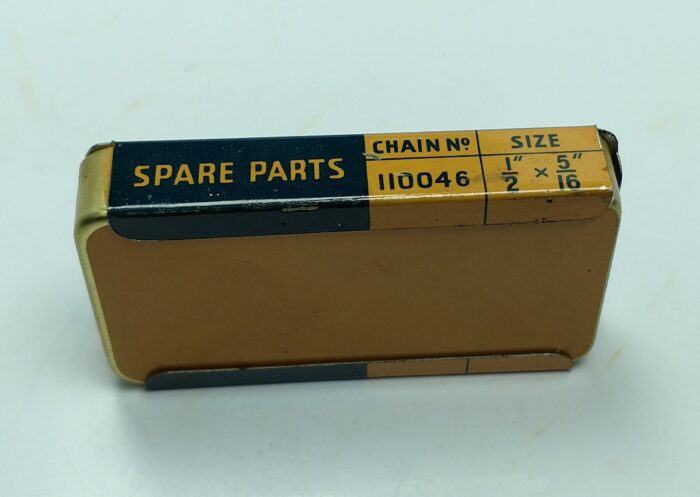 SPARE PARTS
CHAIN Nº
110046
SIZE
1/2" × 5/16"